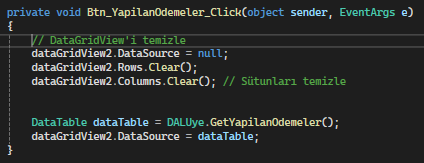 private void Btn_YapilanOdemeler_Click(object sender, EventArgs e)
{
// DataGridView'i temizle
dataGridView2.DataSource = null;
dataGridView2.Rows.Clear();
dataGridView2.Columns.Clear(); // Sütunları temizle
DataTable dataTable = DALUye.GetYapilanOdemeler();
dataGridView2.DataSource = dataTable;
}